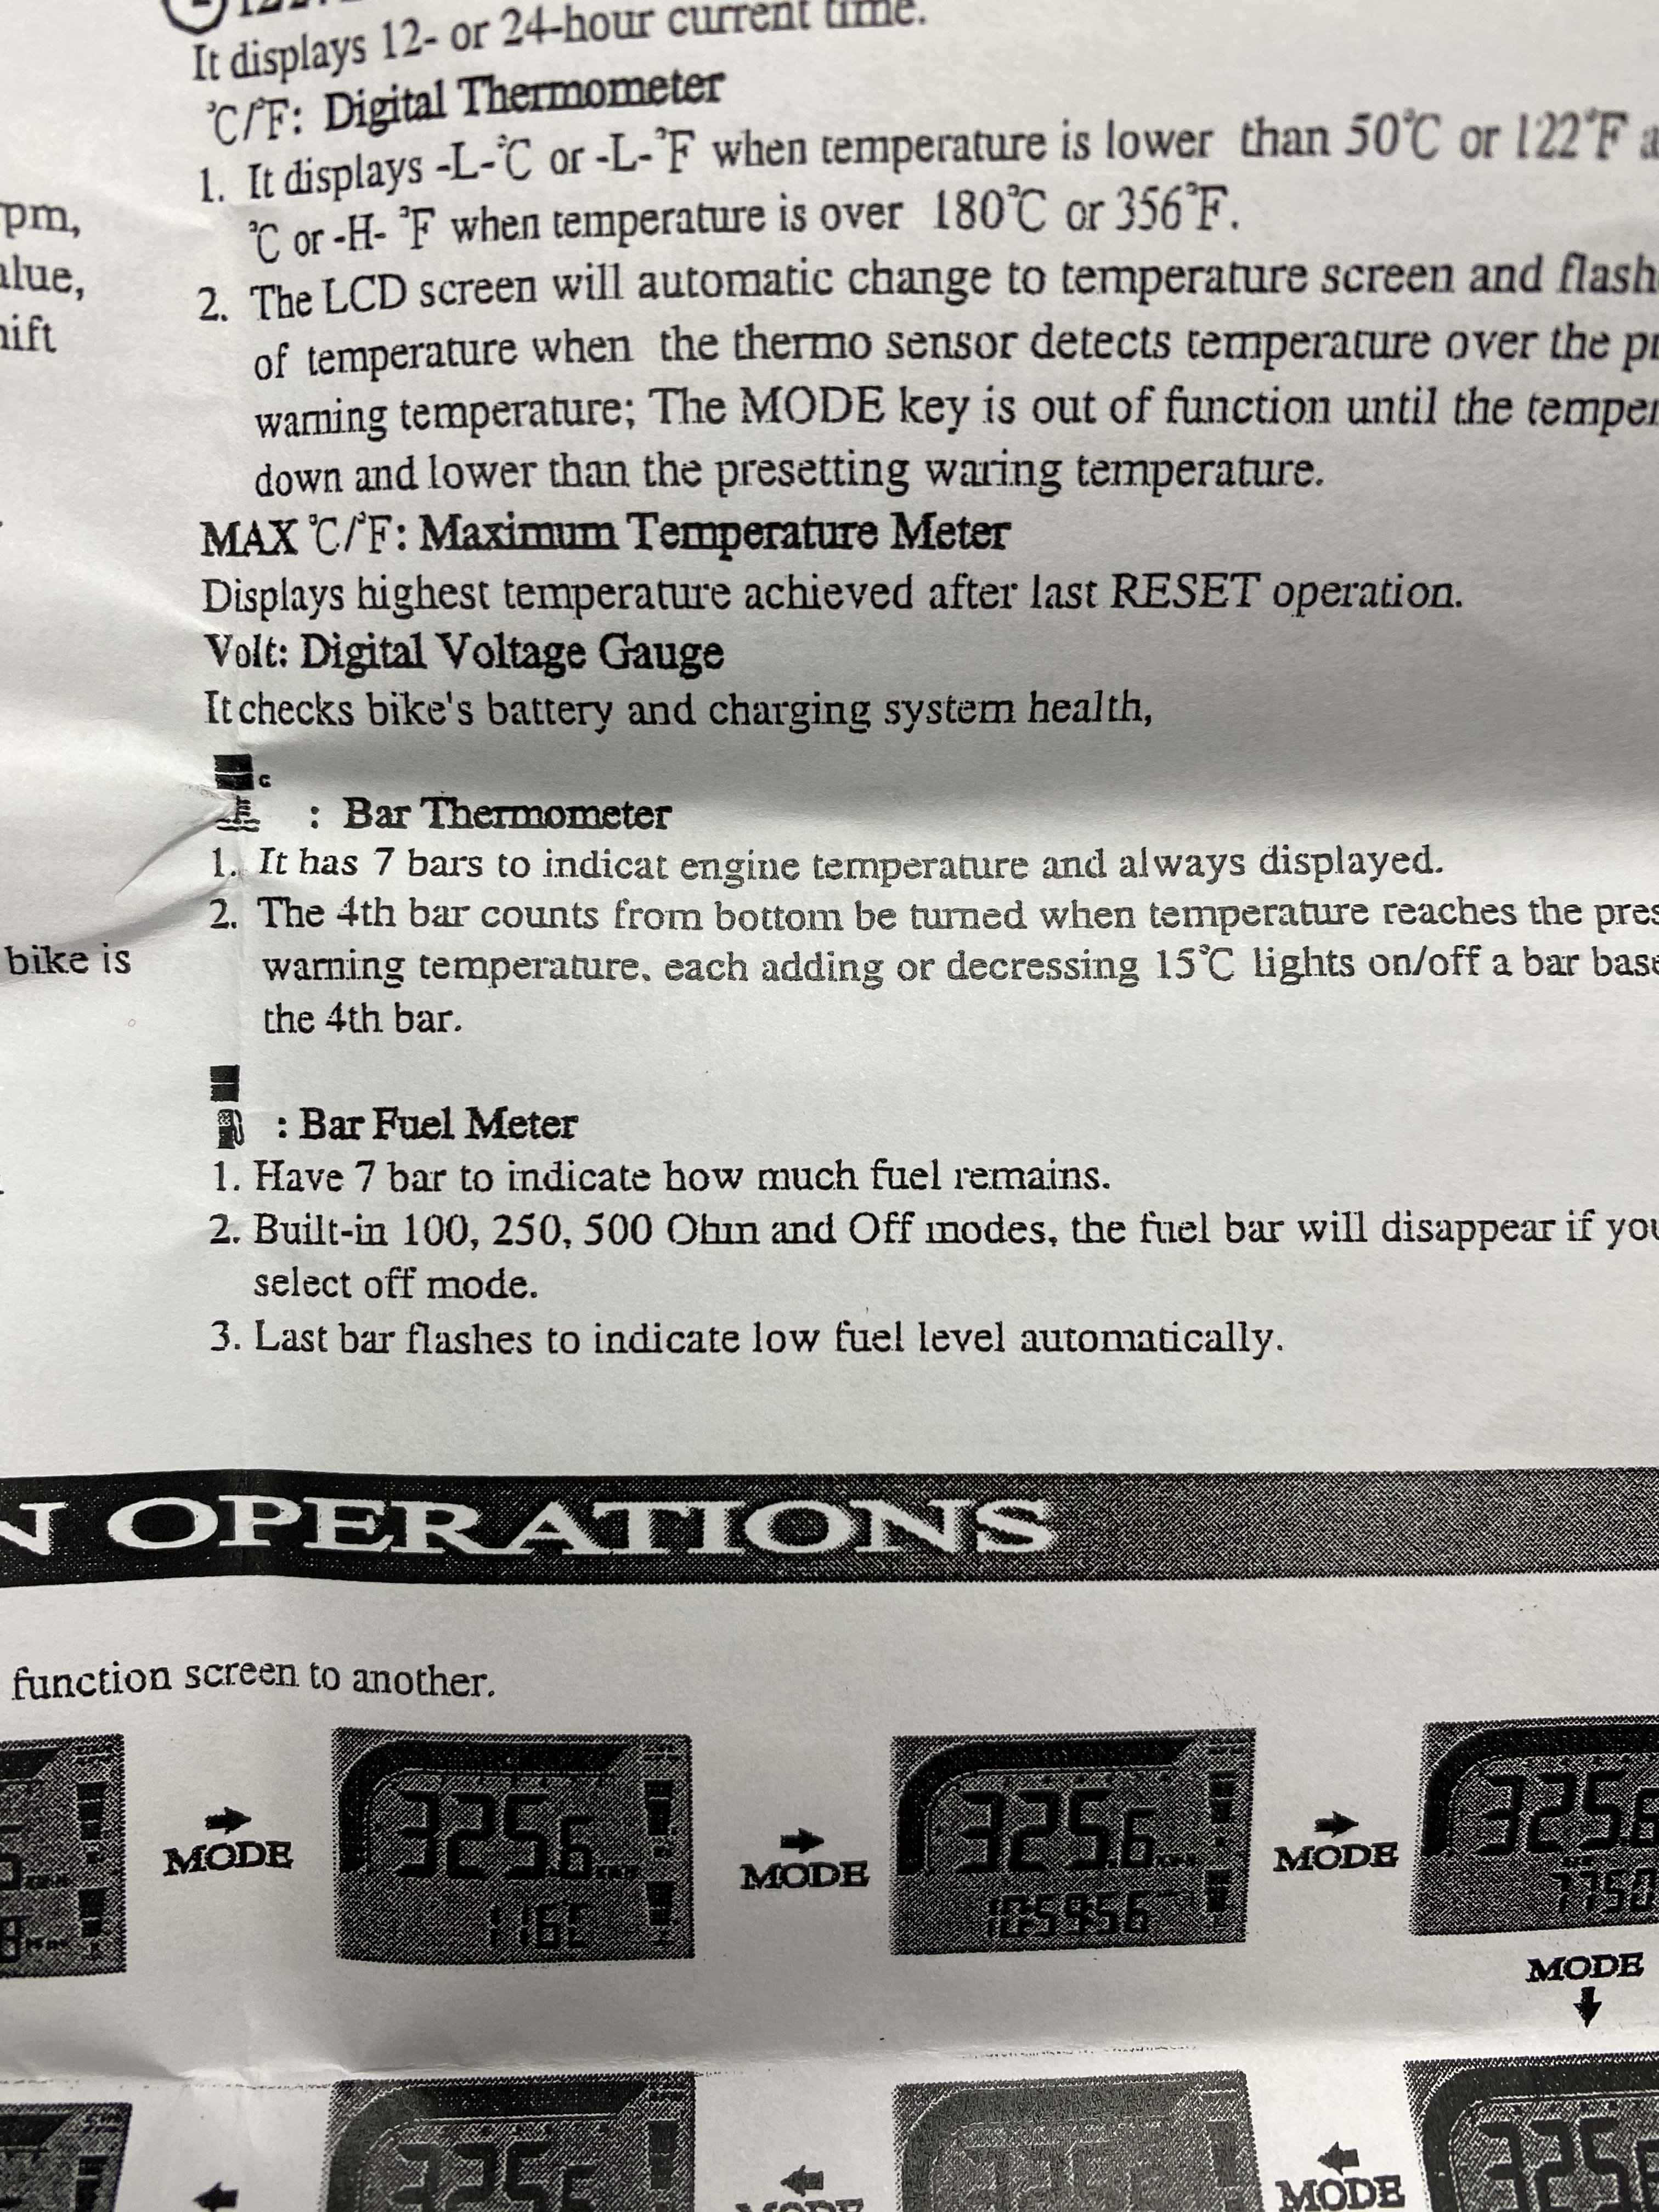 It displays 12- or 24-hour current time.
℃/℉: Digital Thermometer
1. It displays -L-℃ or -L-℉ when temperature is lower than 50℃ or 122℉
℃ or -H- ℉ when temperature is over 180℃ or 356℉.
2. The LCD screen will automatic change to temperature screen and
of temperature when the thermo sensor detects temperature over the
warning temperature; The MODE key is out of function until the
down and lower than the presetting waring temperature.
MAX ℃/℉: Maximum Temperature Meter
Displays highest temperature achieved after last RESET operation.
Volt: Digital Voltage Gauge
It checks bike's battery and charging system health,
C
: Bar Thermometer
1. It has 7 bars to indicat engine temperature and always displayed.
2. The 4th bar counts from bottom be turned when temperature reaches the
warning temperature, each adding or decressing 15℃ lights on/off a bar
the 4th bar.
bike is
: Bar Fuel Meter
1. Have 7 bar to indicate how much fuel remains.
2. Built-in 100, 250, 500 Ohm and Off modes, the fuel bar will disappear if
select off mode.
3. Last bar flashes to indicate low fuel level automatically.
OPERATIONS
function screen to another.
MODE
325.6
116C
MODE
325.6
10:5956
MODE
325.6
7750
MODE
MODE